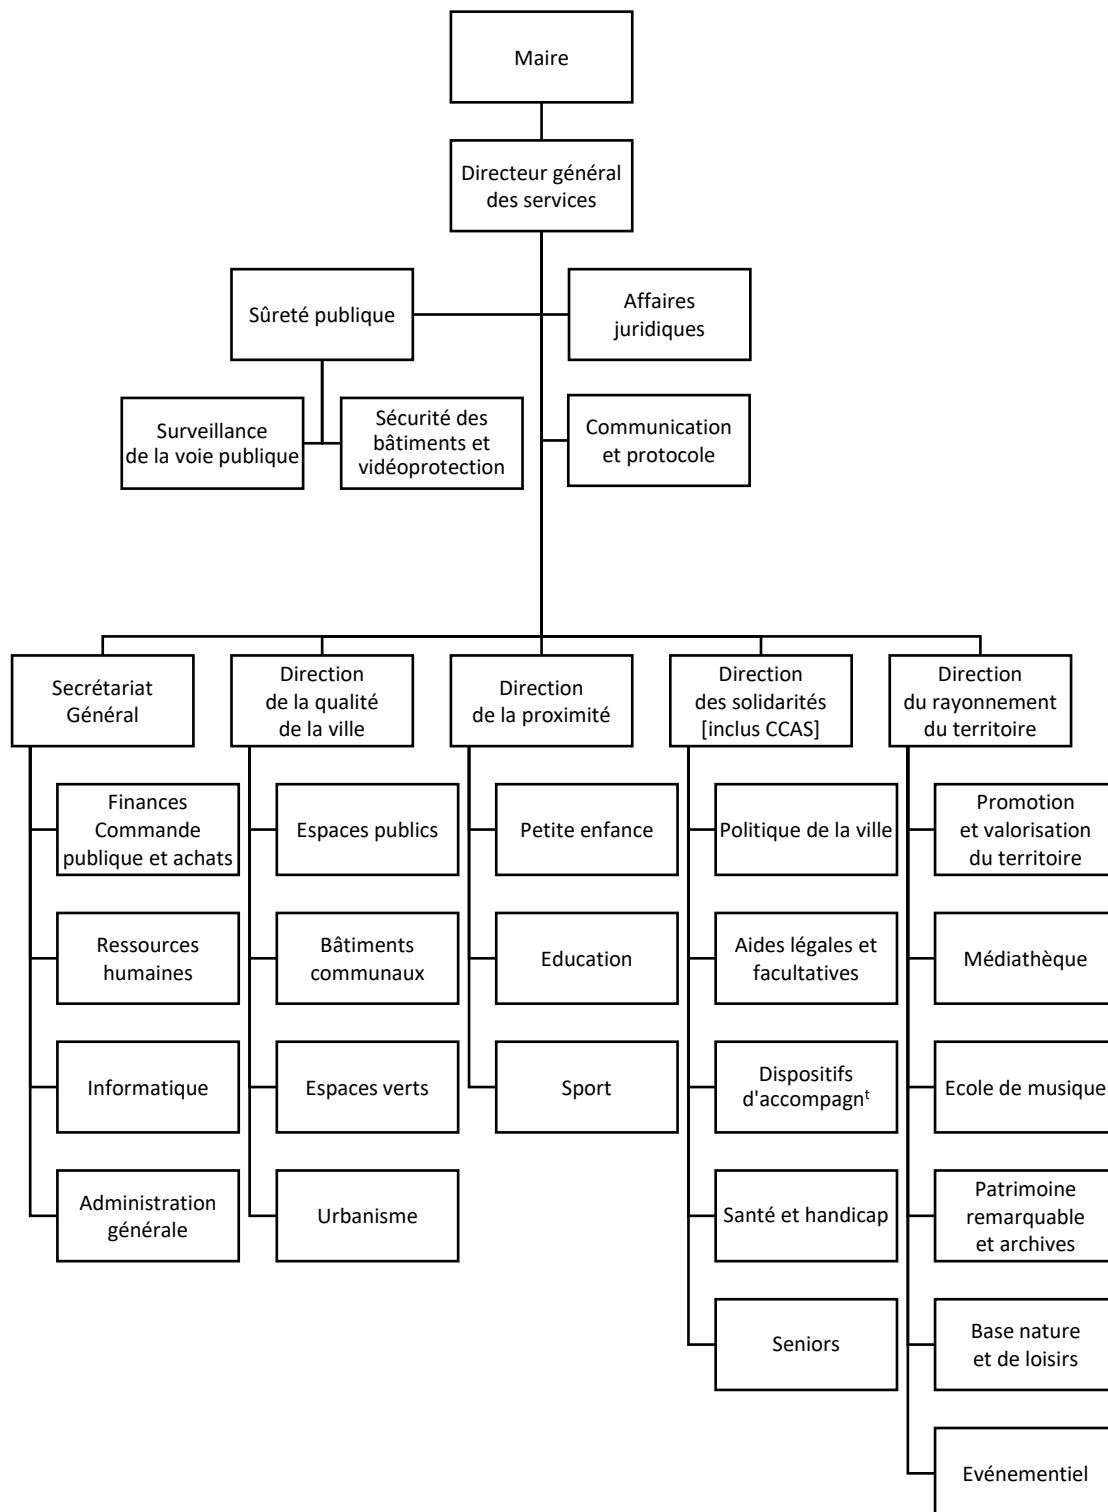 Maire
Directeur général
des services
Sûreté publique
Affaires
juridiques
Surveillance
de la voie publique
Sécurité des
bâtiments et
vidéoprotection
Communication
et protocole
Secrétariat
Général
Direction
de la qualité
de la ville
Direction
de la proximité
Direction
des solidarités
[inclus CCAS]
Direction
du rayonnement
du territoire
Finances
Commande
publique et achats
Espaces publics
Petite enfance
Politique de la ville
Promotion
et valorisation
du territoire
Ressources
humaines
Bâtiments
communaux
Education
Aides légales et
facultatives
Médiathèque
Informatique
Espaces verts
Sport
Dispositifs
d'accompagnᵗ
Ecole de musique
Administration
générale
Urbanisme
Santé et handicap
Patrimoine
remarquable
et archives
Seniors
Base nature
et de loisirs
Evénementiel